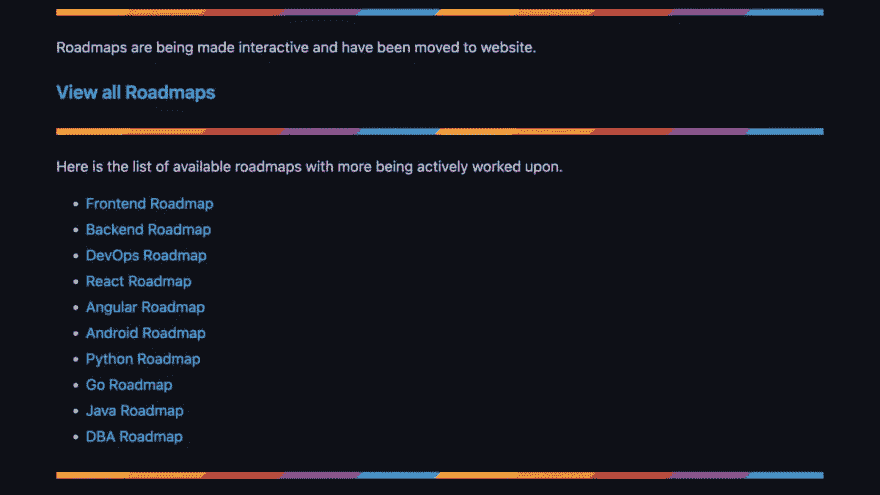 Roadmaps are being made interactive and have been moved to website.
View all Roadmaps
Here is the list of available roadmaps with more being actively worked upon.
Frontend Roadmap
Backend Roadmap
DevOps Roadmap
React Roadmap
Angular Roadmap
Android Roadmap
Python Roadmap
Go Roadmap
Java Roadmap
DBA Roadmap